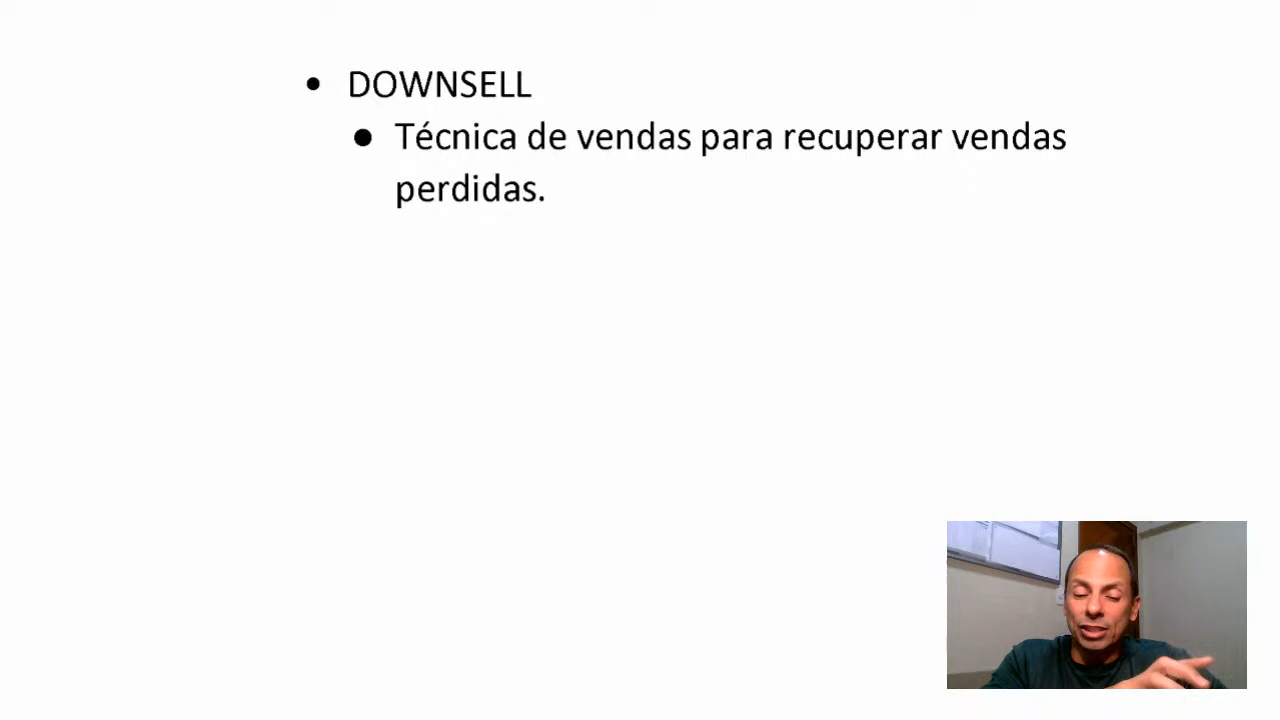 • DOWNSELL
● Técnica de vendas para recuperar vendas
perdidas.